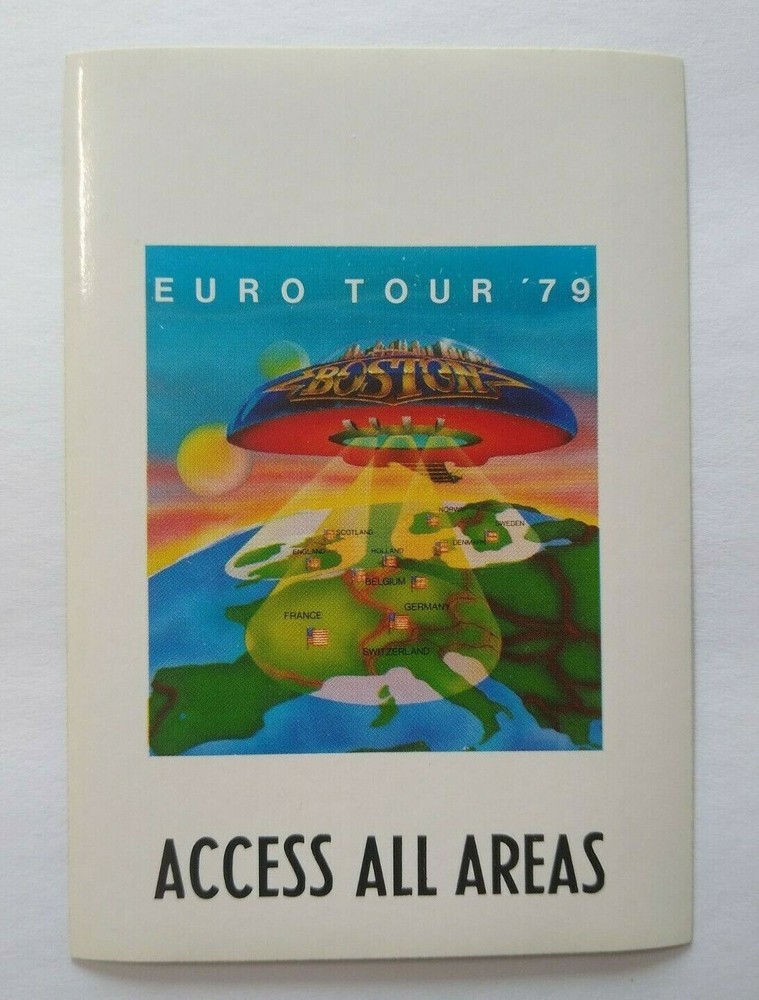 EURO TOUR ´79
BOSTON
NORWAY
SWEDEN
SCOTLAND
DENMARK
ENGLAND
HOLLAND
BELGIUM
GERMANY
FRANCE
SWITZERLAND
ACCESS ALL AREAS